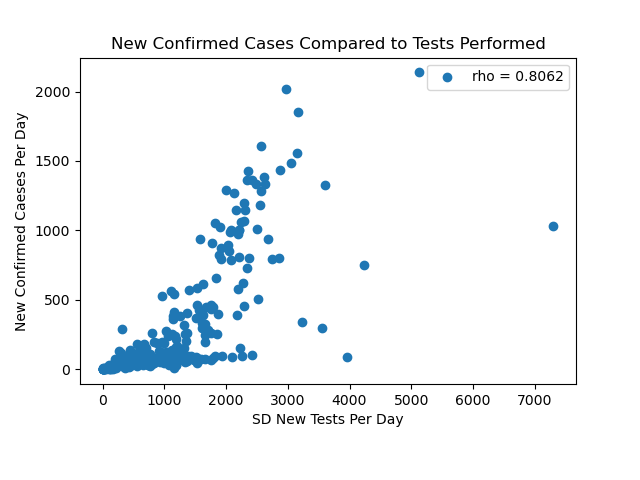 New Confirmed Cases Compared to Tests Performed
rho = 0.8062
New Confirmed Caeses Per Day
2000
1500
1000
500
0
0 1000 2000 3000 4000 5000 6000 7000
SD New Tests Per Day